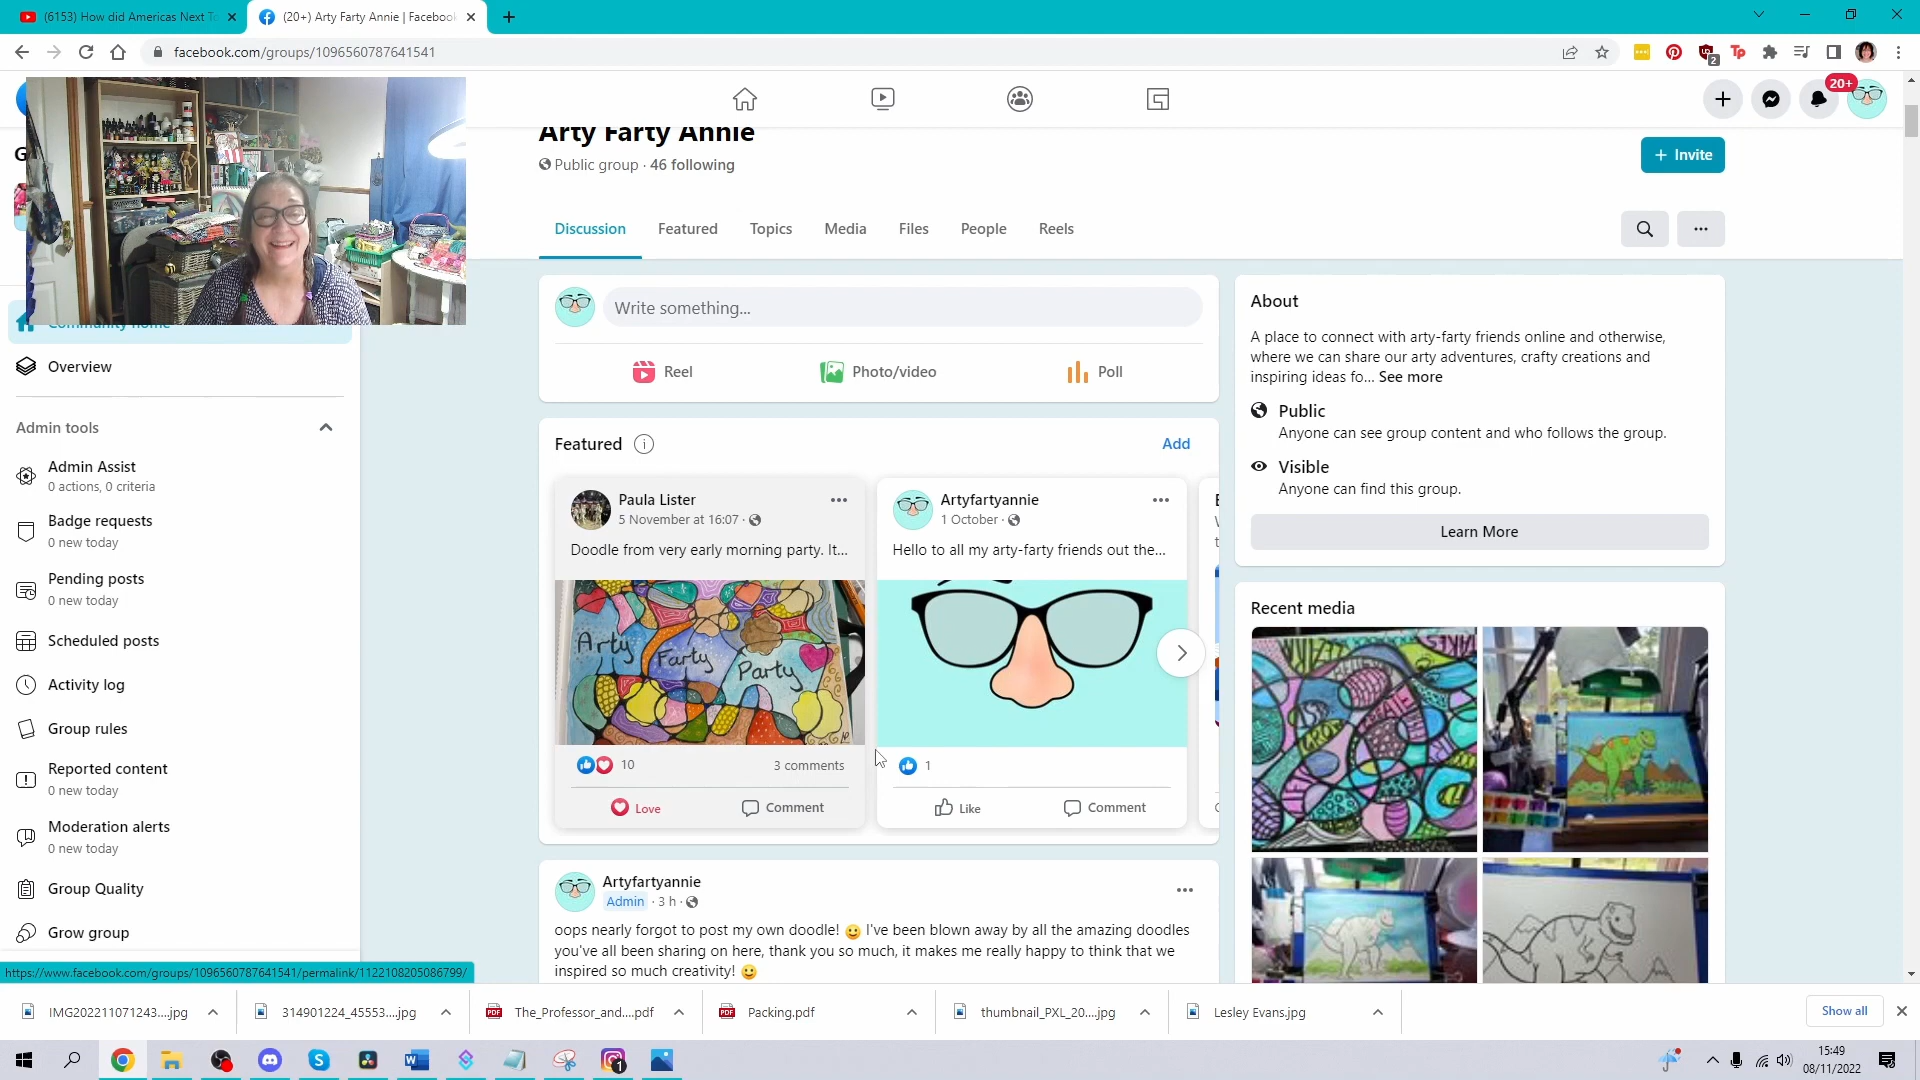 (6153) How did Americas Next To
(20+) Arty Farty Annie | Facebook
facebook.com/groups/1096560787641541
2
20+
Arty Farty Annie
Public group · 46 following
+ Invite
Discussion
Featured
Topics
Media
Files
People
Reels
Write something...
Reel
Photo/video
Poll
Community home
Overview
Admin tools
Admin Assist
0 actions, 0 criteria
Badge requests
0 new today
Pending posts
0 new today
Scheduled posts
Activity log
Group rules
Reported content
0 new today
Moderation alerts
0 new today
Group Quality
Grow group
https://www.facebook.com/groups/1096560787641541/permalink/1122108205086799/
Featured
Add
Paula Lister
5 November at 16:07 ·
Doodle from very early morning party. It...
Arty
Farty
Party
10
3 comments
Love
Comment
Artyfartyannie
1 October ·
Hello to all my arty-farty friends out the...
1
Like
Comment
Artyfartyannie
Admin · 3 h ·
oops nearly forgot to post my own doodle! 😀 I've been blown away by all the amazing doodles
you've all been sharing on here, thank you so much, it makes me really happy to think that we
inspired so much creativity! 😀
About
A place to connect with arty-farty friends online and otherwise,
where we can share our arty adventures, crafty creations and
inspiring ideas fo... See more
Public
Anyone can see group content and who follows the group.
Visible
Anyone can find this group.
Learn More
Recent media
IMG202211071243....jpg
314901224_45553....jpg
The_Professor_and....pdf
Packing.pdf
thumbnail_PXL_20....jpg
Lesley Evans.jpg
Show all
1
15:49
08/11/2022